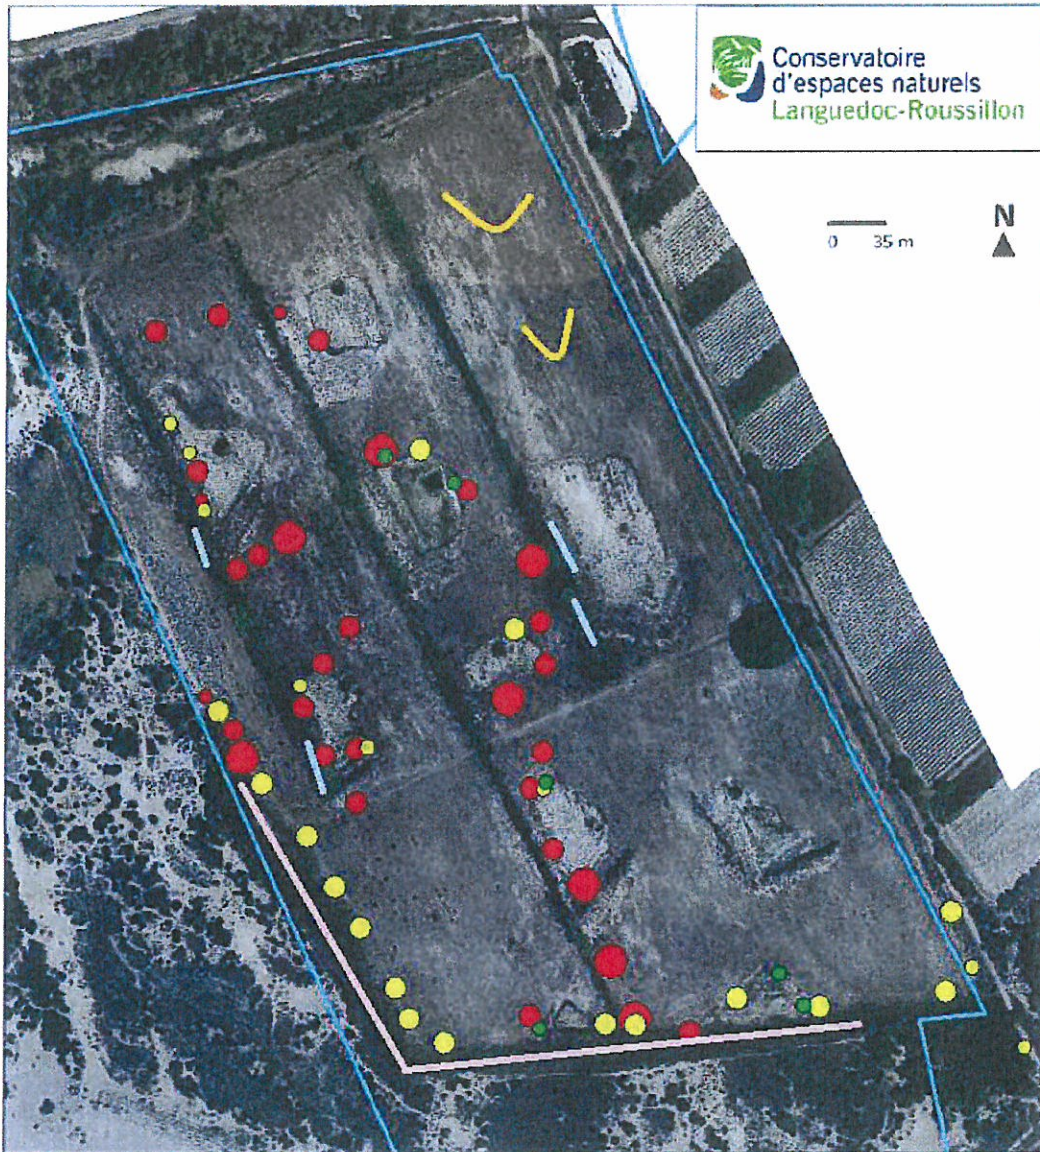 Conservatoire
d'espaces naturels
Languedoc-Roussillon
N
0 35 m